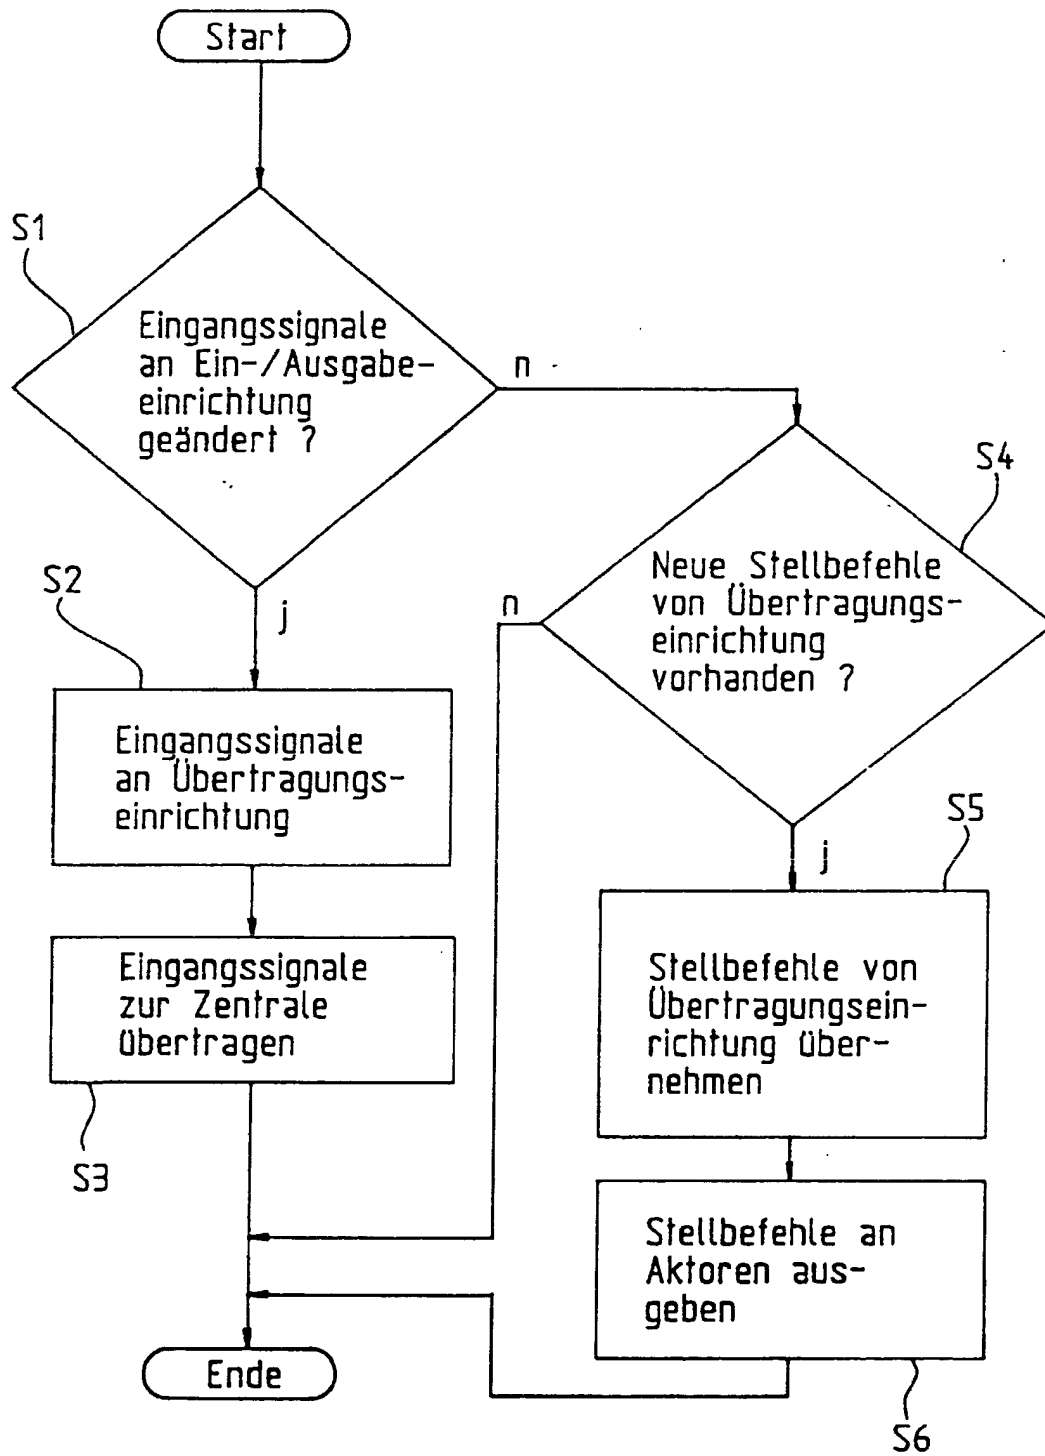 Start
S1
Eingangssignale
an Ein-/Ausgabe-
einrichtung
geändert ?
n
j
S4
Neue Stellbefehle
von Übertragungs-
einrichtung
vorhanden ?
n
j
S2
Eingangssignale
an Übertragungs-
einrichtung
Eingangssignale
zur Zentrale
übertragen
S3
S5
Stellbefehle von
Übertragungsein-
richtung über-
nehmen
Stellbefehle an
Aktoren aus-
geben
S6
Ende